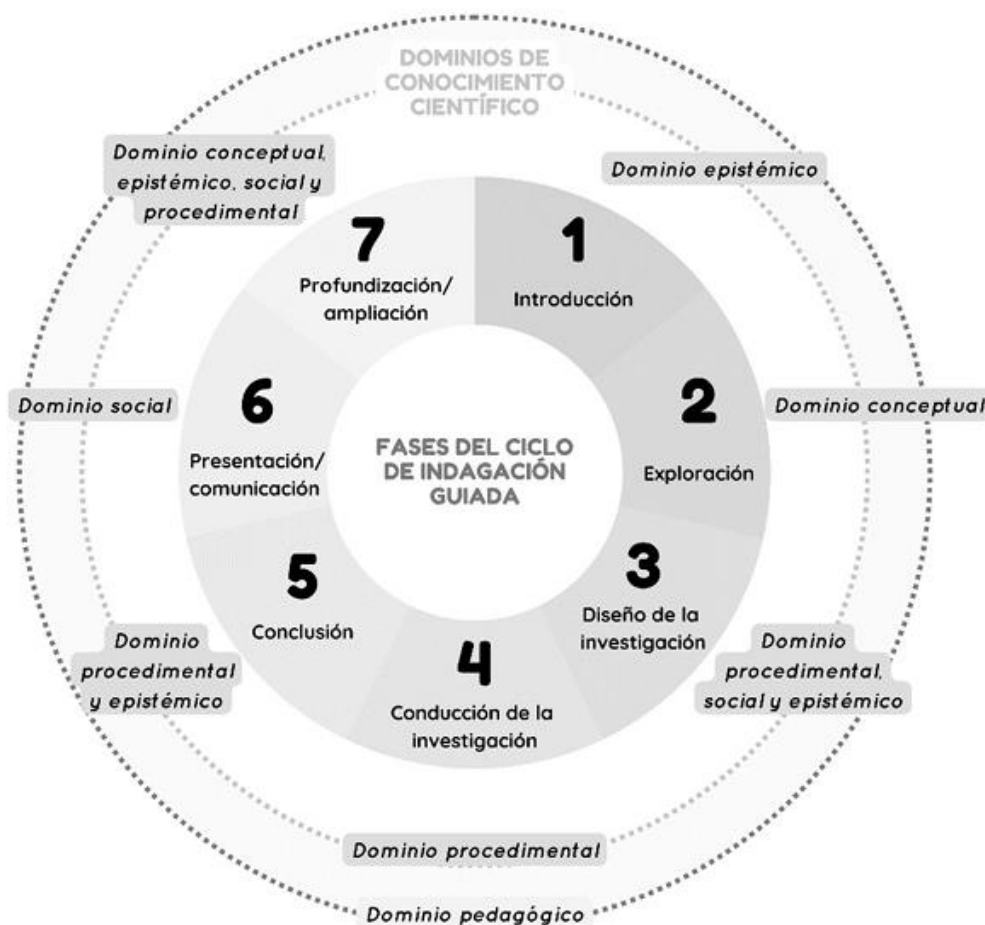 DOMINIOS DE
CONOCIMIENTO
CIENTÍFICO
Dominio conceptual,
epistémico, social y
procedimental
Dominio epistémico
7
Profundización/
ampliación
1
Introducción
Dominio social
6
Presentación/
comunicación
FASES DEL CICLO
DE INDAGACIÓN
GUIADA
2
Exploración
Dominio conceptual
5
Conclusión
3
Diseño de la
investigación
Dominio
procedimental
y epistémico
4
Conducción de la
investigación
Dominio
procedimental,
social y epistémico
Dominio procedimental
Dominio pedagógico